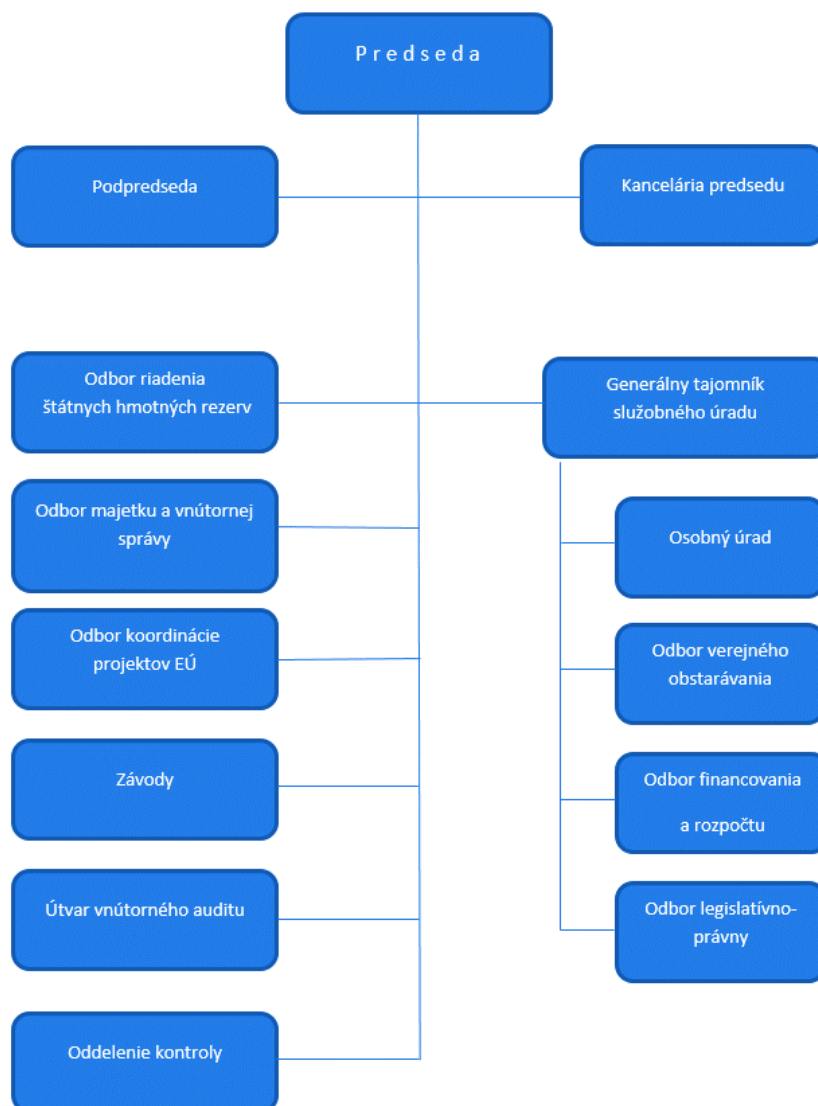 P r e d s e d a
Podpredseda
Kancelária predsedu
Odbor riadenia
štátnych hmotných rezerv
Generálny tajomník
služobného úradu
Odbor majetku a vnútornej
správy
Osobný úrad
Odbor koordinácie
projektov EÚ
Odbor verejného
obstarávania
Závody
Odbor financovania
a rozpočtu
Útvar vnútorného auditu
Odbor legislatívno-
právny
Oddelenie kontroly